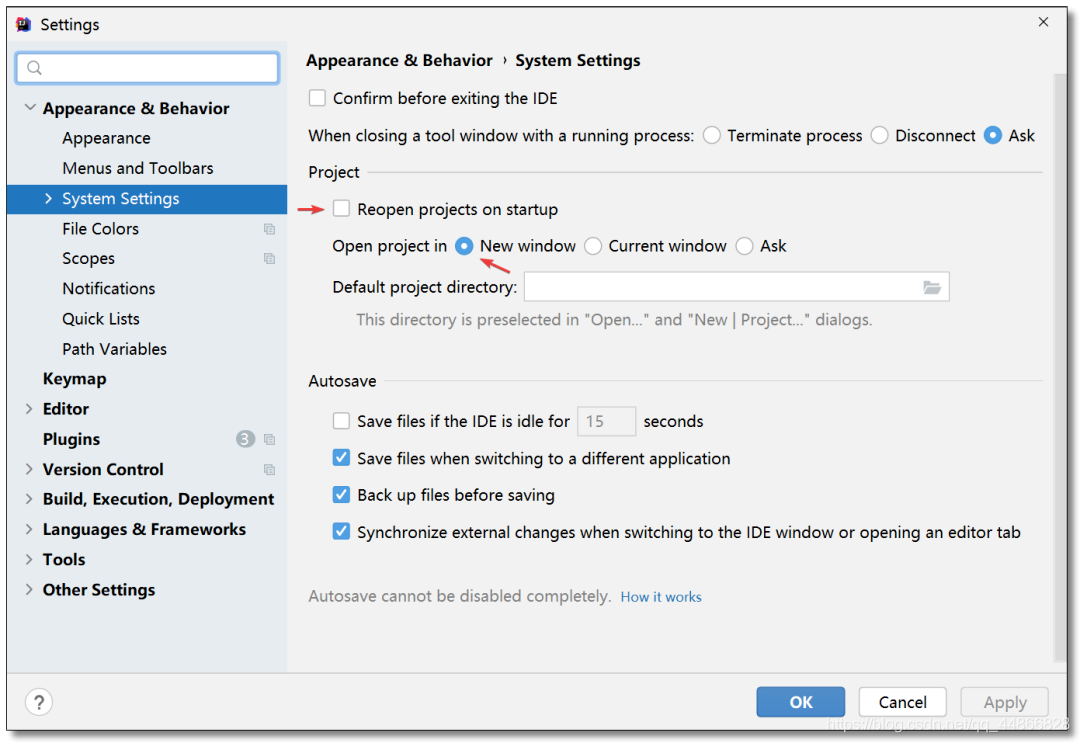 Settings
Appearance & Behavior › System Settings
Confirm before exiting the IDE
When closing a tool window with a running process: Terminate process Disconnect Ask
Project
Reopen projects on startup
Open project in New window Current window Ask
Default project directory:
This directory is preselected in "Open..." and "New | Project..." dialogs.
Autosave
Save files if the IDE is idle for 15 seconds
Save files when switching to a different application
Back up files before saving
Synchronize external changes when switching to the IDE window or opening an editor tab
Autosave cannot be disabled completely. How it works
Appearance & Behavior
Appearance
Menus and Toolbars
System Settings
File Colors
Scopes
Notifications
Quick Lists
Path Variables
Keymap
Editor
Plugins 3
Version Control
Build, Execution, Deployment
Languages & Frameworks
Tools
Other Settings
?
OK
Cancel
Apply
https://blog.csdn.net/qq_44866828